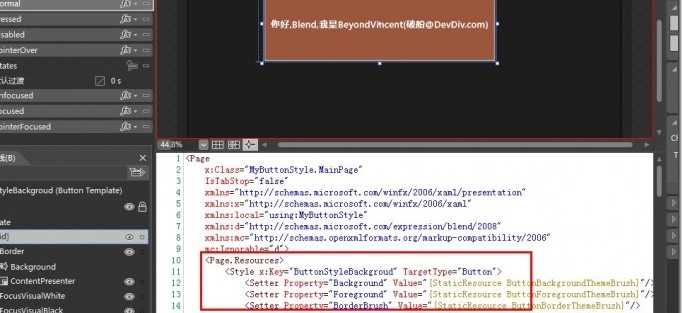 ormal
essed
isabled
ointerOver
tates
认过渡
0 s
nfocused
ocused
ointerFocused
线(B)
yleBackgroud (Button Template)
ate
id]
Border
Background
ContentPresenter
FocusVisualWhite
FocusVisualBlack
你好,Blend,我是BeyondVincent(破船@DevDiv.com)
44.8%
1 <Page
2 x:Class="MyButtonStyle.MainPage"
3 IsTabStop="false"
4 xmlns="http://schemas.microsoft.com/winfx/2006/xaml/presentation"
5 xmlns:x="http://schemas.microsoft.com/winfx/2006/xaml"
6 xmlns:local="using:MyButtonStyle"
7 xmlns:d="http://schemas.microsoft.com/expression/blend/2008"
8 xmlns:mc="http://schemas.openxmlformats.org/markup-compatibility/2006"
9 mc:Ignorable="d">
10 <Page.Resources>
11 <Style x:Key="ButtonStyleBackgroud" TargetType="Button">
12 <Setter Property="Background" Value="{StaticResource ButtonBackgroundThemeBrush}"/>
13 <Setter Property="Foreground" Value="{StaticResource ButtonForegroundThemeBrush}"/>
14 <Setter Property="BorderBrush" Value="{StaticResource ButtonBorderThemeBrush}"/>